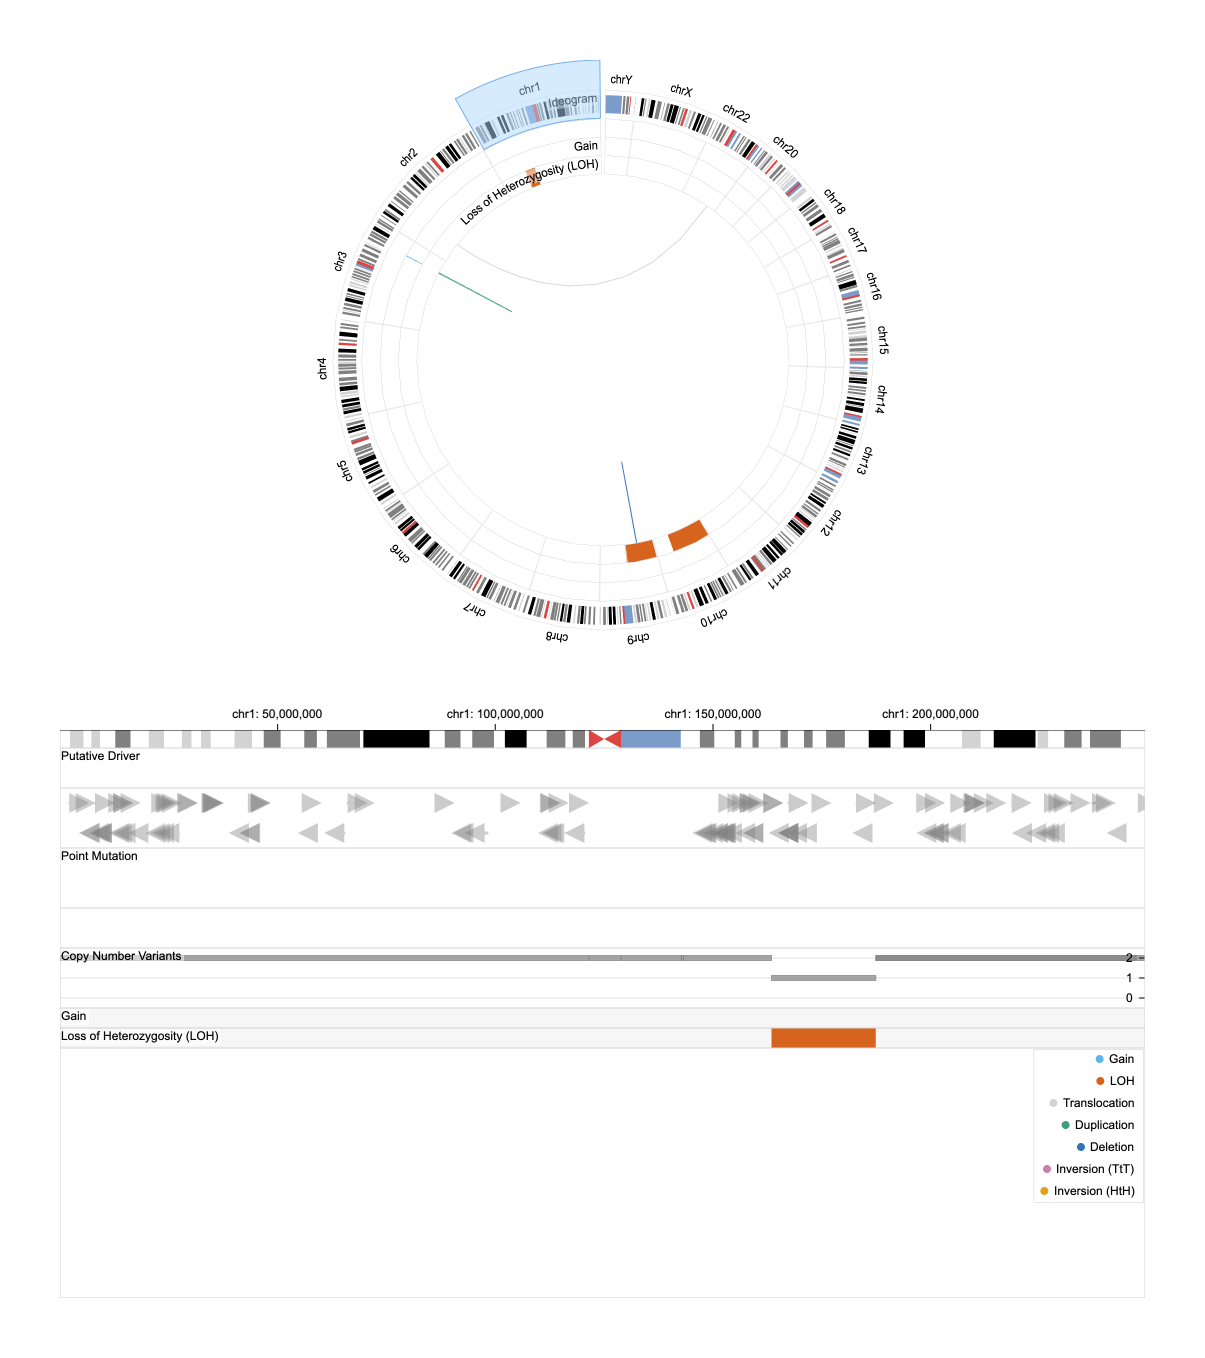 chrY
chrX
chr22
chr20
chr18
chr17
chr16
chr15
chr14
chr13
chr12
chr11
chr10
chr9
chr8
chr7
chr6
chr5
chr4
chr3
chr2
chr1
Ideogram
Gain
Loss of Heterozygosity (LOH)
chr1: 50,000,000 chr1: 100,000,000 chr1: 150,000,000 chr1: 200,000,000
Putative Driver
Point Mutation
Copy Number Variants
2
1
0
Gain
Loss of Heterozygosity (LOH)
Gain
LOH
Translocation
Duplication
Deletion
Inversion (TtT)
Inversion (HtH)